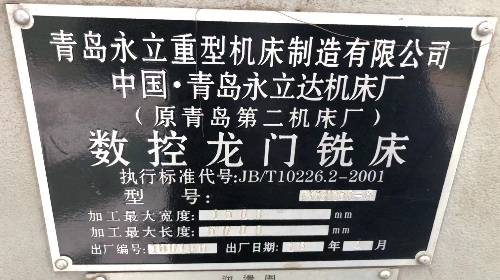 青岛永立重型机床制造有限公司
中国·青岛永立达机床厂
（原青岛第二机床厂）
数控龙门铣床
执行标准代号:JB/T10226.2-2001
型 号:
加工最大宽度: mm
加工最大长度: mm
出厂编号: 出厂日期: 年 月